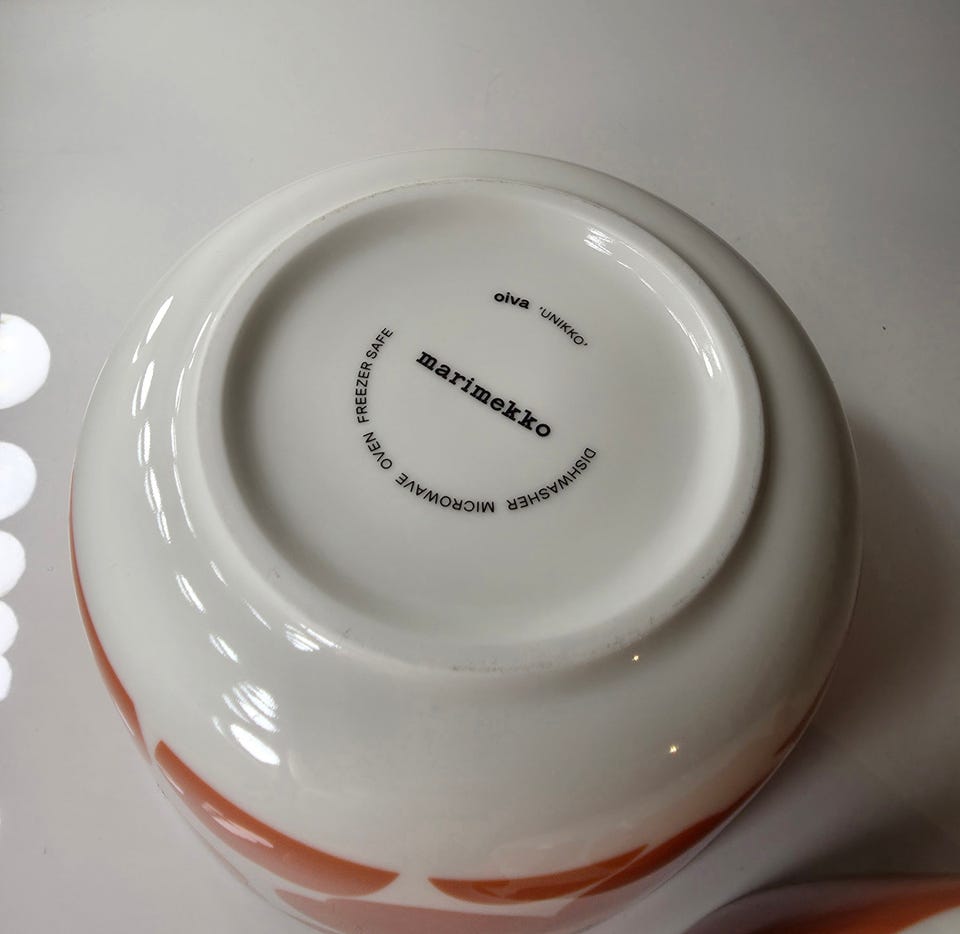 oiva 'UNIKKO'
marimekko
DISHWASHER MICROWAVE OVEN FREEZER SAFE